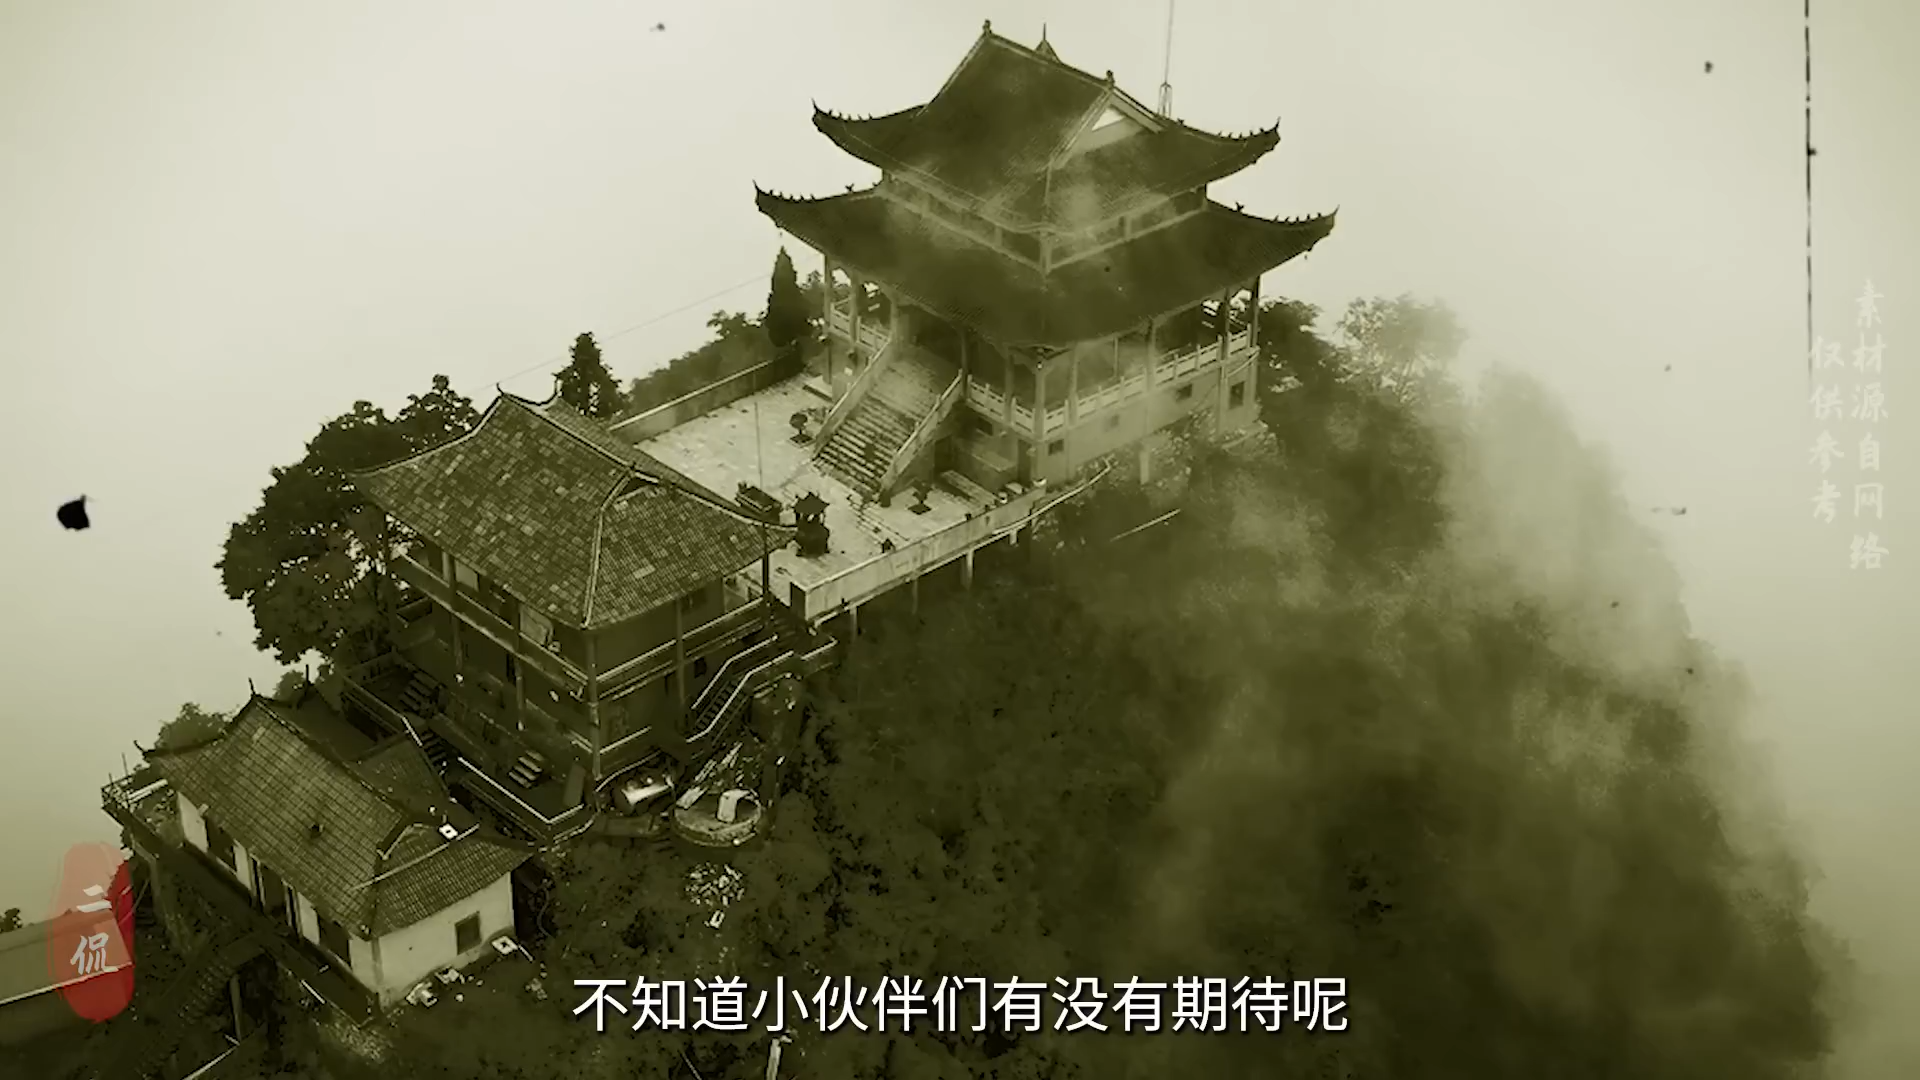 素材源自网络
仅供参考
二侃
不知道小伙伴们有没有期待呢